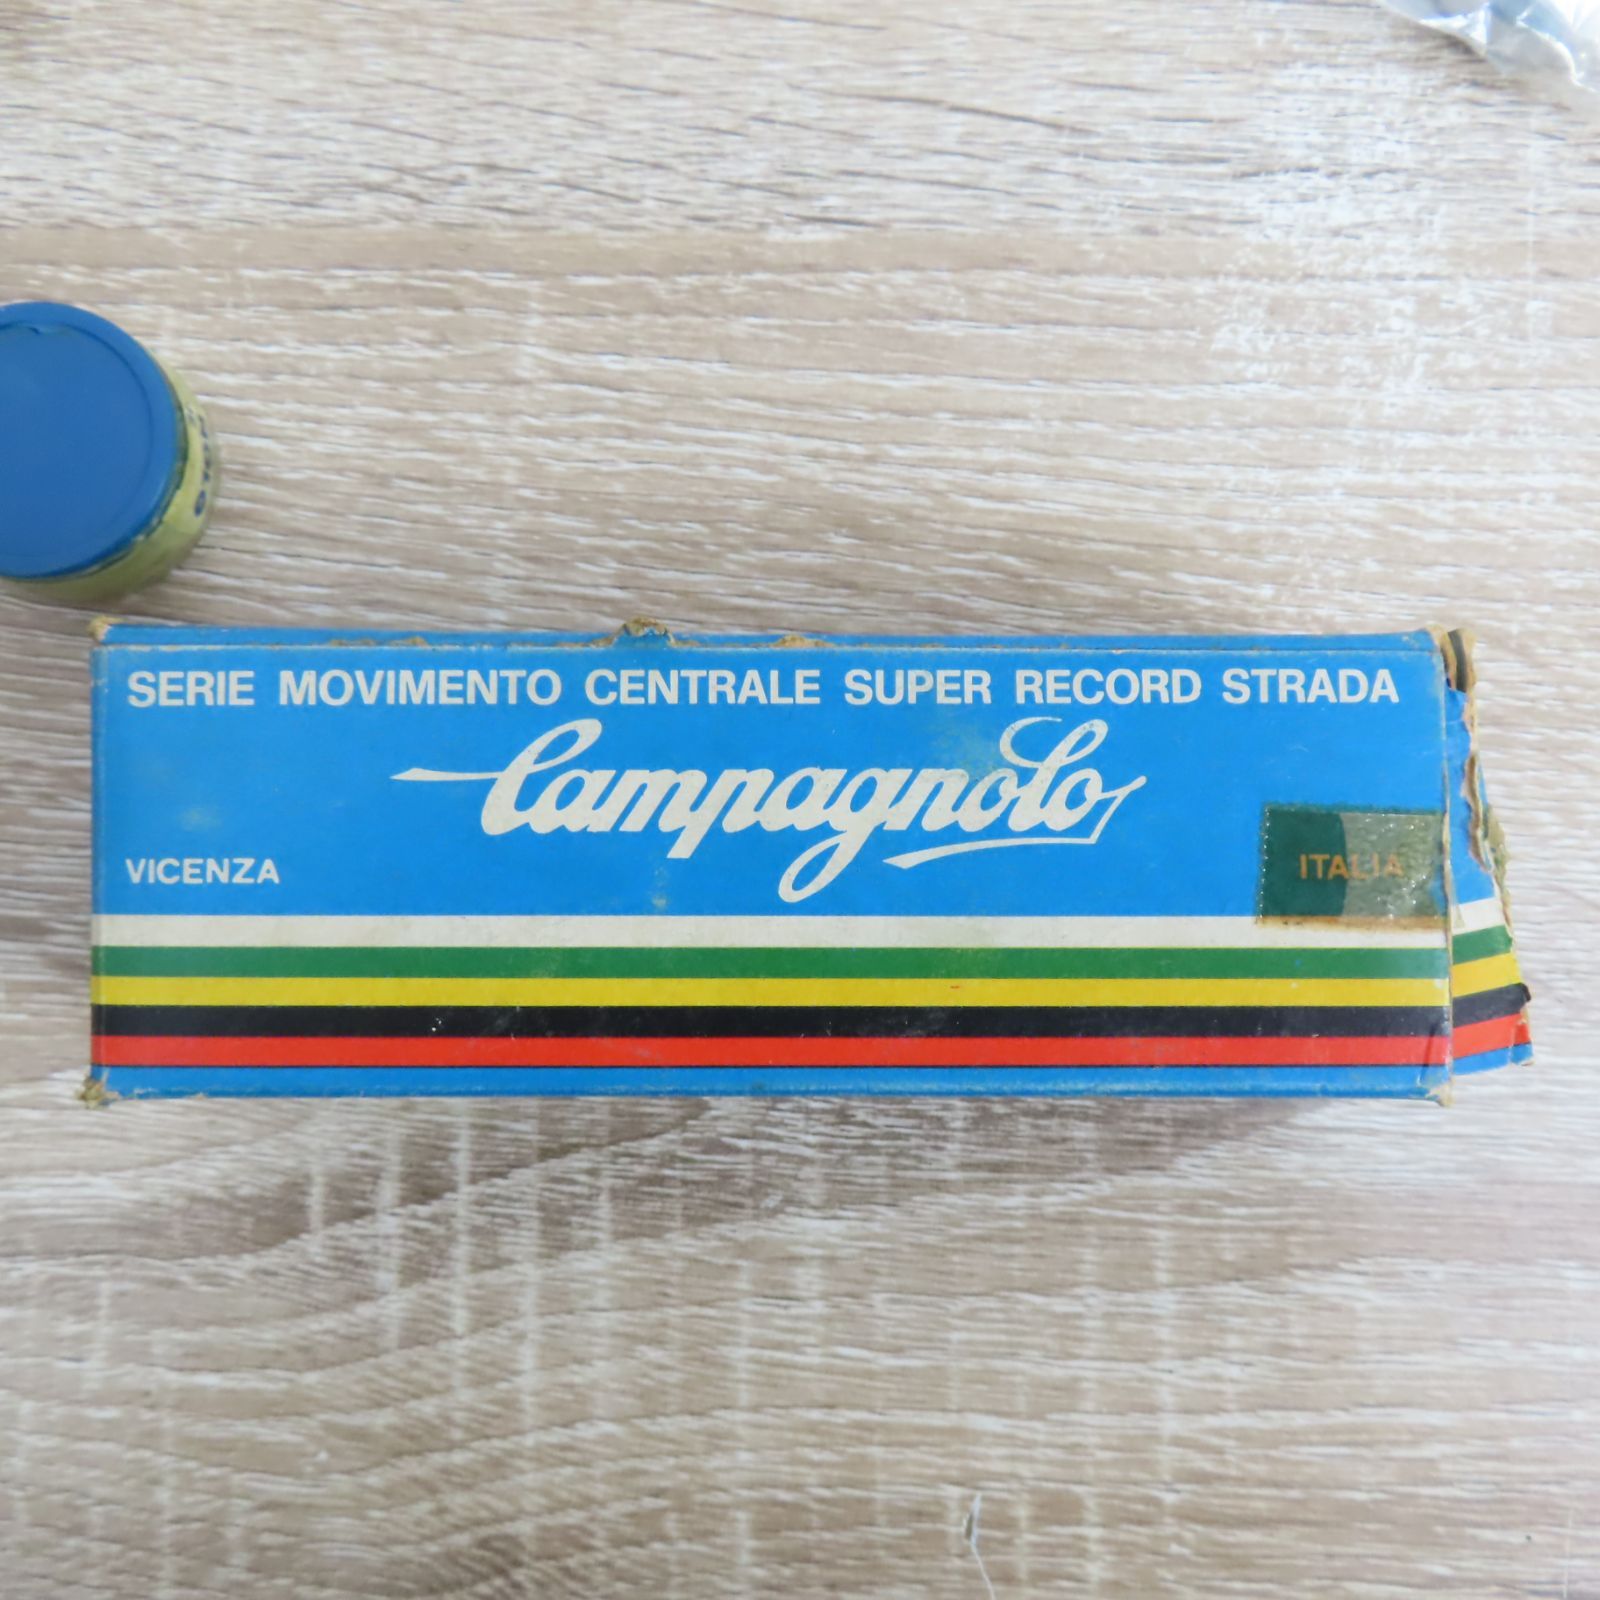 SERIE MOVIMENTO CENTRALE SUPER RECORD STRADA
Campagnolo
VICENZA
ITALIA